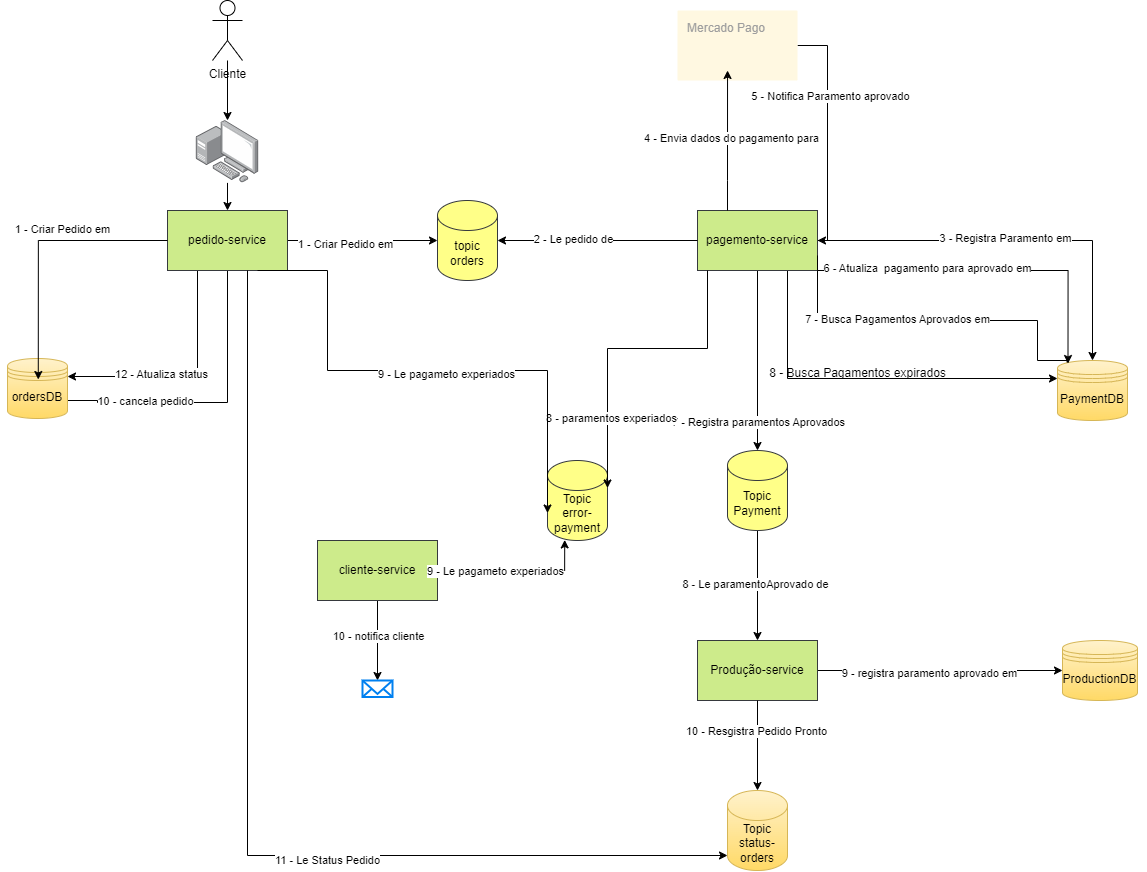 Mercado Pago
Cliente
5 - Notifica Paramento aprovado
4 - Envia dados do pagamento para
1 - Criar Pedido em
pedido-service
1 - Criar Pedido em
topic
orders
2 - Le pedido de
pagemento-service
3 - Registra Paramento em
6 - Atualiza pagamento para aprovado em
7 - Busca Pagamentos Aprovados em
12 - Atualiza status
9 - Le pagameto experiados
8 - Busca Pagamentos expirados
ordersDB
10 - cancela pedido
PaymentDB
8 - paramentos experiados
- Registra paramentos Aprovados
Topic
error-
payment
Topic
Payment
cliente-service
9 - Le pagameto experiados
8 - Le paramentoAprovado de
10 - notifica cliente
Produção-service
9 - registra paramento aprovado em
ProductionDB
10 - Resgistra Pedido Pronto
Topic
status-
orders
11 - Le Status Pedido